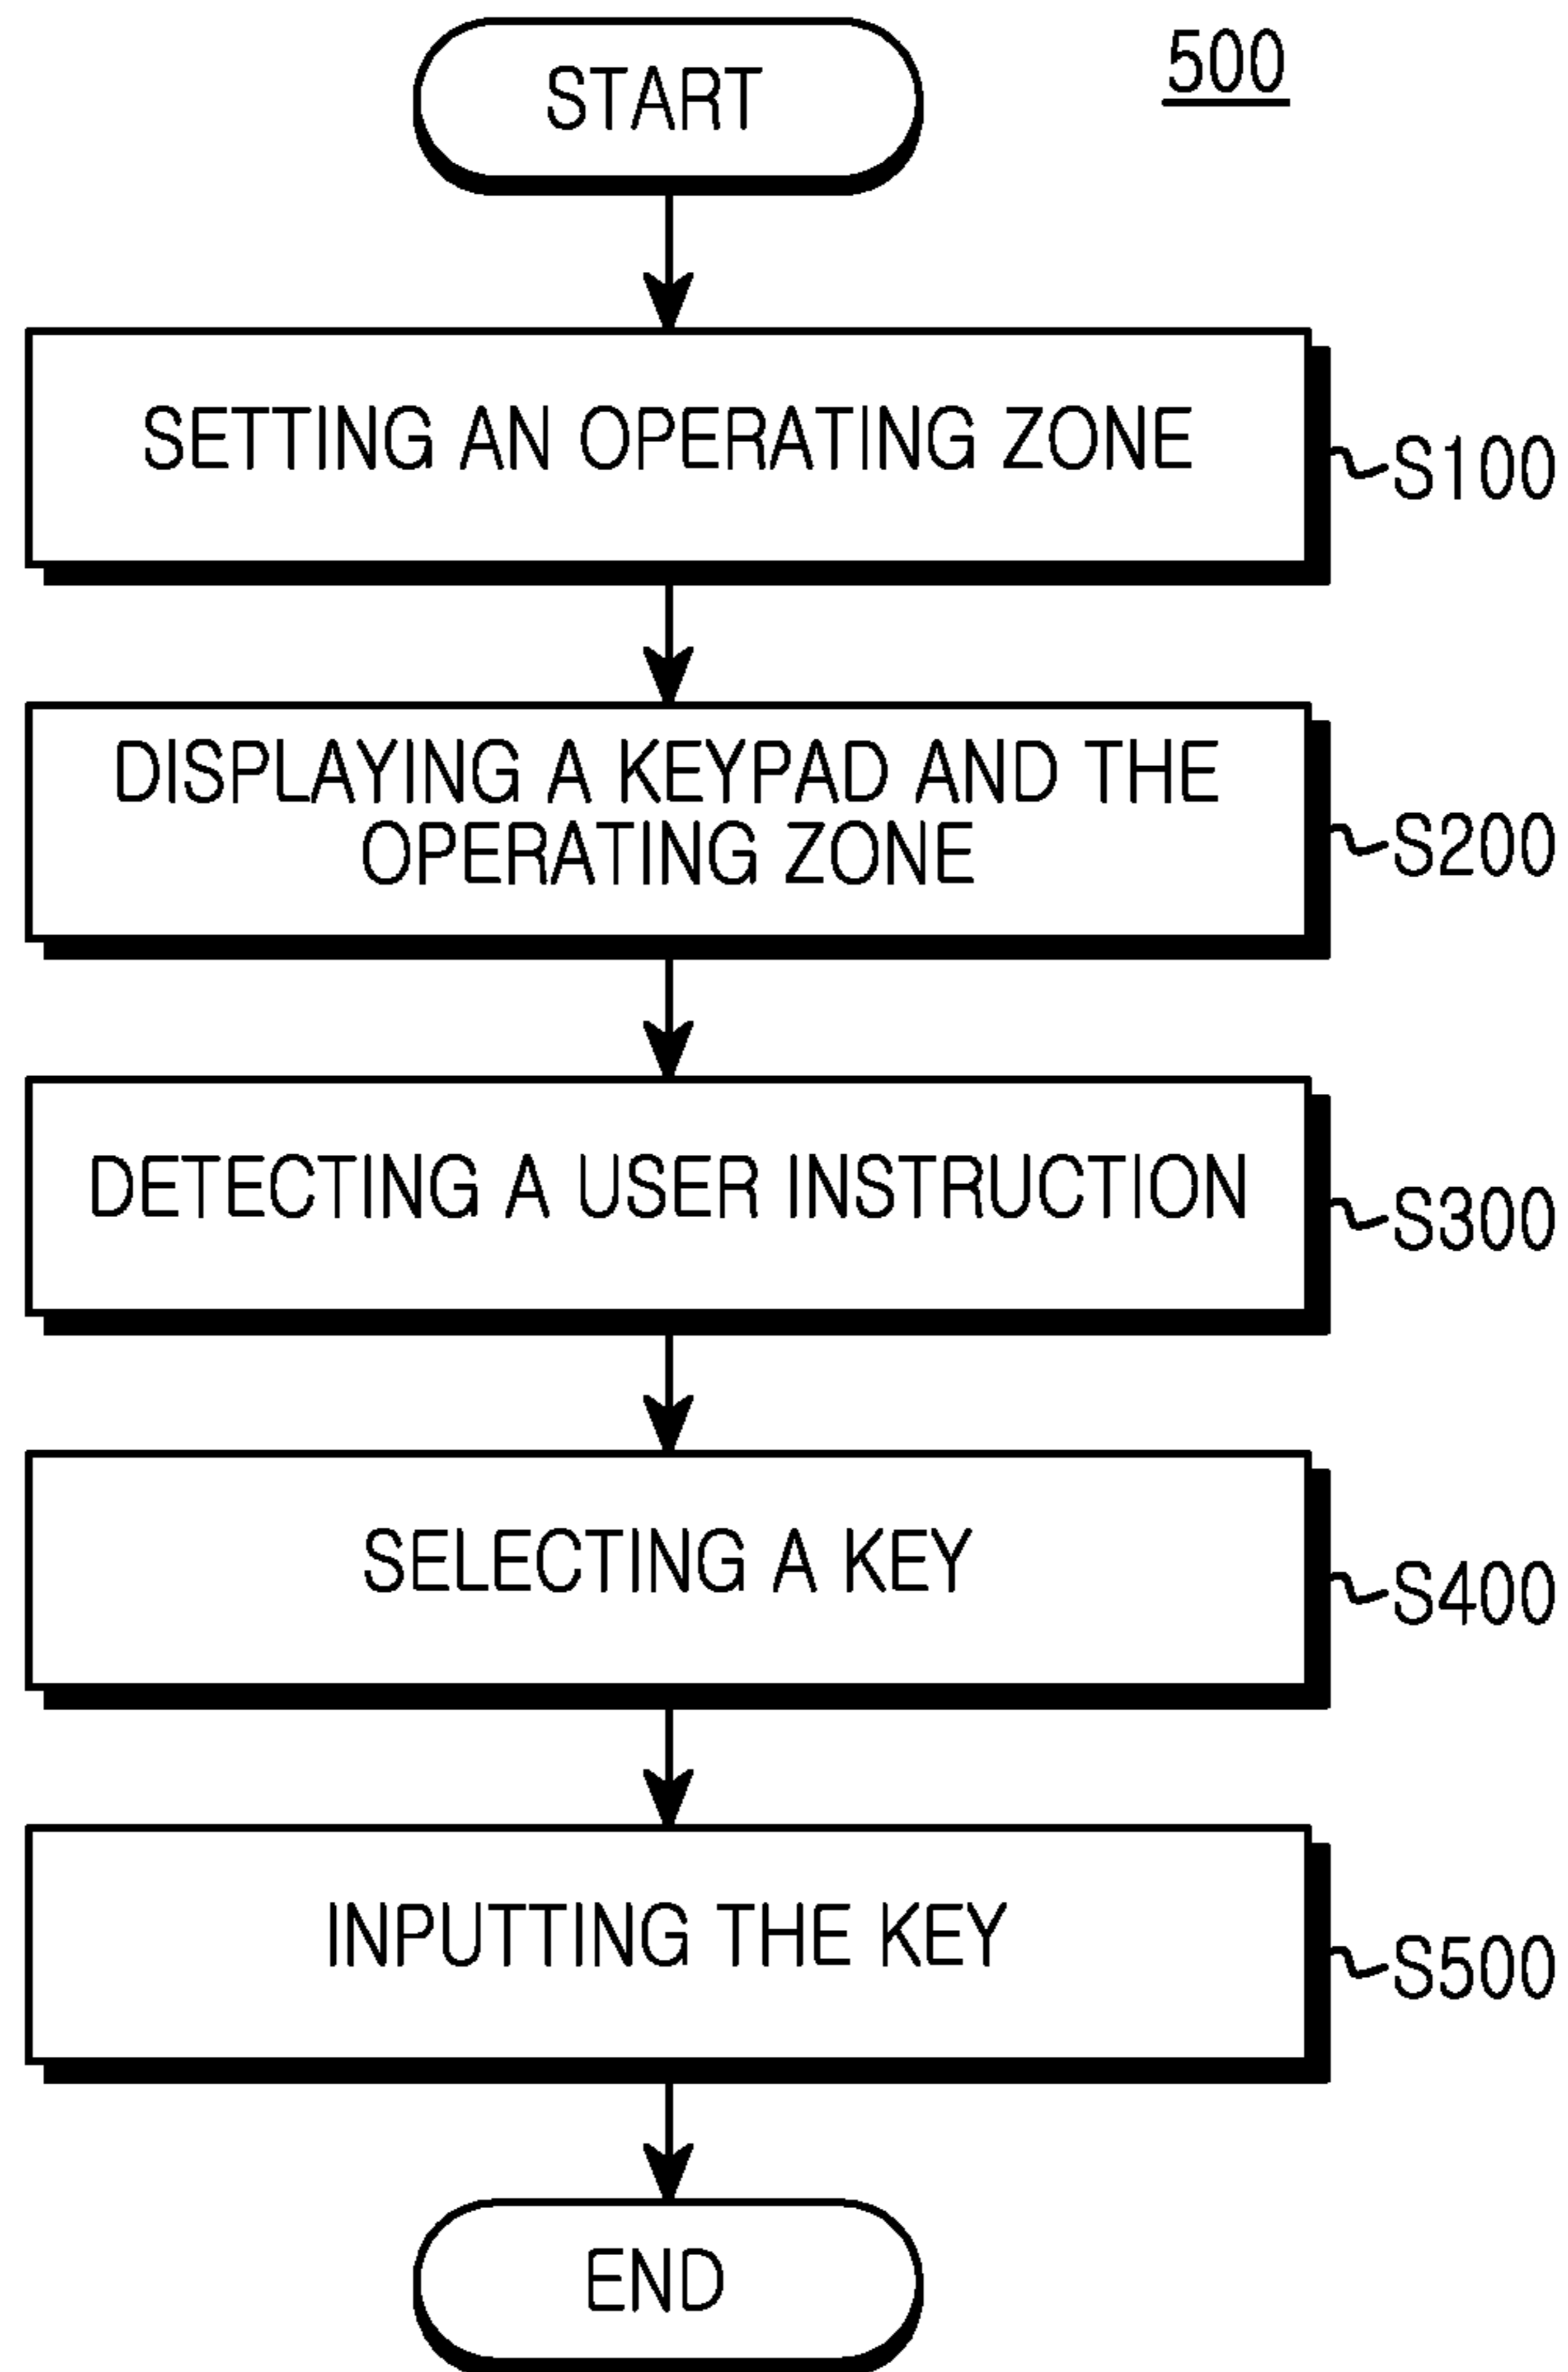 500
START
SETTING AN OPERATING ZONE
S100
DISPLAYING A KEYPAD AND THE
OPERATING ZONE
S200
DETECTING A USER INSTRUCTION
S300
SELECTING A KEY
S400
INPUTTING THE KEY
S500
END